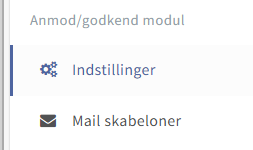 Anmod/godkend modul
Indstillinger
Mail skabeloner